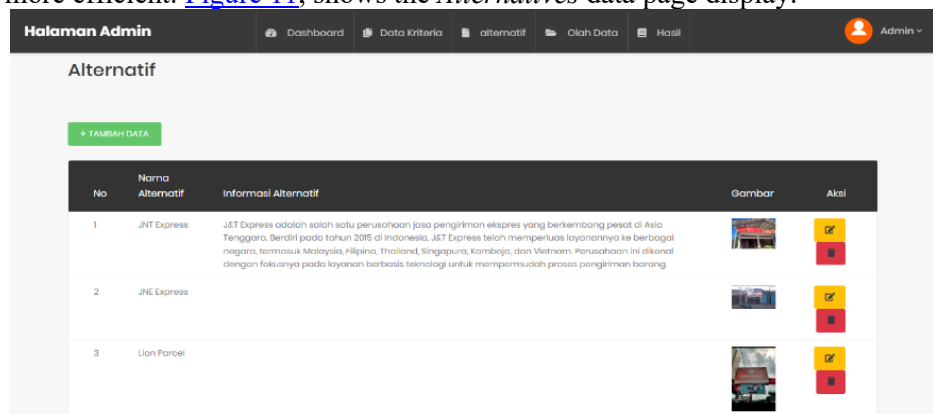 more efficient. Figure 11, shows the Alternatives data page display.
Halaman Admin Dashboard Data Kriteria alternatif Olah Data Hasil Admin
Alternatif
+ TAMBAH DATA
No Nama Alternatif Informasi Alternatif Gambar Aksi
1 JNT Express J&T Express adalah salah satu perusahaan jasa pengiriman ekspres yang berkembang pesat di Asia
Tenggara. Berdiri pada tahun 2015 di Indonesia, J&T Express telah memperluas layanannya ke berbagai
negara, termasuk Malaysia, Filipina, Thailand, Singapura, Kamboja, dan Vietnam. Perusahaan ini dikenal
dengan fokusnya pada layanan berbasis teknologi untuk mempermudah proses pengiriman barang.
2 JNE Express
3 Lion Parcel